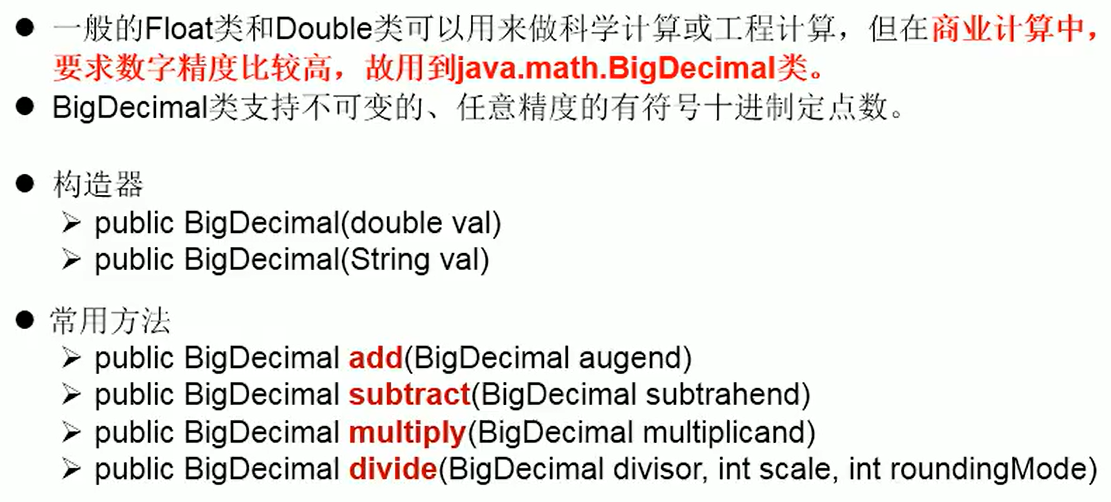 ● 一般的Float类和Double类可以用来做科学计算或工程计算，但在商业计算中，
要求数字精度比较高，故用到java.math.BigDecimal类。
● BigDecimal类支持不可变的、任意精度的有符号十进制定点数。
● 构造器
➢ public BigDecimal(double val)
➢ public BigDecimal(String val)
● 常用方法
➢ public BigDecimal add(BigDecimal augend)
➢ public BigDecimal subtract(BigDecimal subtrahend)
➢ public BigDecimal multiply(BigDecimal multiplicand)
➢ public BigDecimal divide(BigDecimal divisor, int scale, int roundingMode)